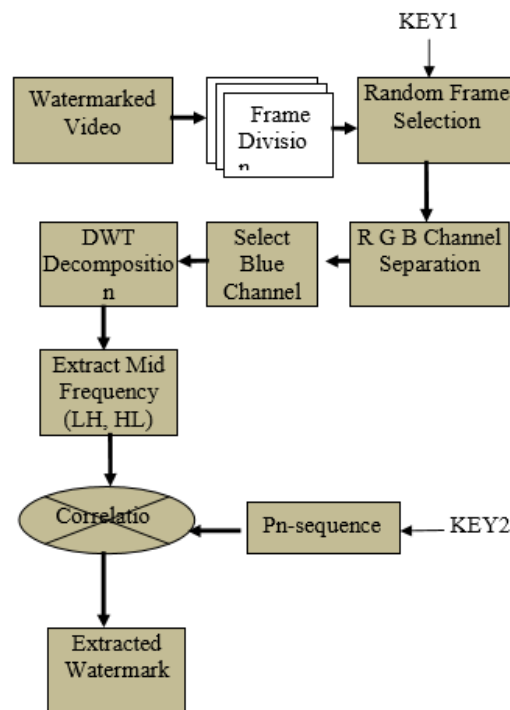 KEY1
Watermarked
Video
Frame
Divisio
n
Random Frame
Selection
DWT
Decompositio
n
Select
Blue
Channel
R G B Channel
Separation
Extract Mid
Frequency
(LH, HL)
Correlatio
Pn-sequence
KEY2
Extracted
Watermark